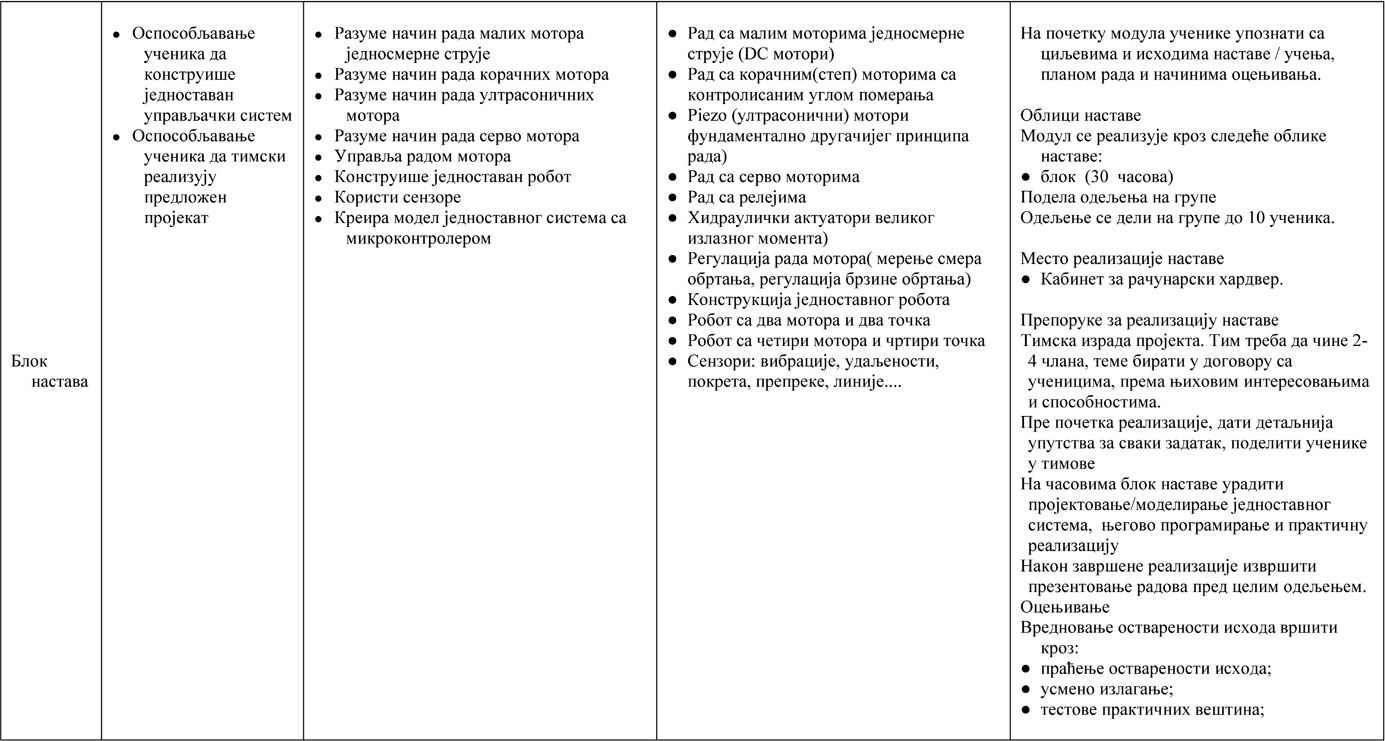 Блок
настава
● Оспособљавање
ученика да
конструише
једноставан
управљачки систем
● Оспособљавање
ученика да тимски
реализују
предложен
пројекат
● Разуме начин рада малих мотора
једносмерне струје
● Разуме начин рада корачних мотора
● Разуме начин рада ултрасоничних
мотора
● Разуме начин рада серво мотора
● Управља радом мотора
● Конструише једноставан робот
● Користи сензоре
● Креира модел једноставног система са
микроконтролером
● Рад са малим моторима једносмерне
струје (DC мотори)
● Рад са корачним(степ) моторима са
контролисаним углом померања
● Piezo (ултрасонични) мотори
фундаментално другачијег принципа
рада)
● Рад са серво моторима
● Рад са релејима
● Хидраулички актуатори великог
излазног момента)
● Регулација рада мотора( мерење смера
обртања, регулација брзине обртања)
● Конструкција једноставног робота
● Робот са два мотора и два точка
● Робот са четири мотора и чртири точка
● Сензори: вибрације, удаљености,
покрета, препреке, линије....
На почетку модула ученике упознати са
циљевима и исходима наставе / учења,
планом рада и начинима оцењивања.
Облици наставе
Модул се реализује кроз следеће облике
наставе:
● блок (30 часова)
Подела одељења на групе
Одељење се дели на групе до 10 ученика.
Место реализације наставе
● Кабинет за рачунарски хардвер.
Препоруке за реализацију наставе
Тимска израда пројекта. Тим треба да чине 2-
4 члана, теме бирати у договору са
ученицима, према њиховим интересовањима
и способностима.
Пре почетка реализације, дати детаљнија
упутства за сваки задатак, поделити ученике
у тимове
На часовима блок наставе урадити
пројектовање/моделирање једноставног
система, његово програмирање и практичну
реализацију
Након завршене реализације извршити
презентовање радова пред целим одељењем.
Оцењивање
Вредновање остварености исхода вршити
кроз:
● праћење остварености исхода;
● усмено излагање;
● тестове практичних вештина;